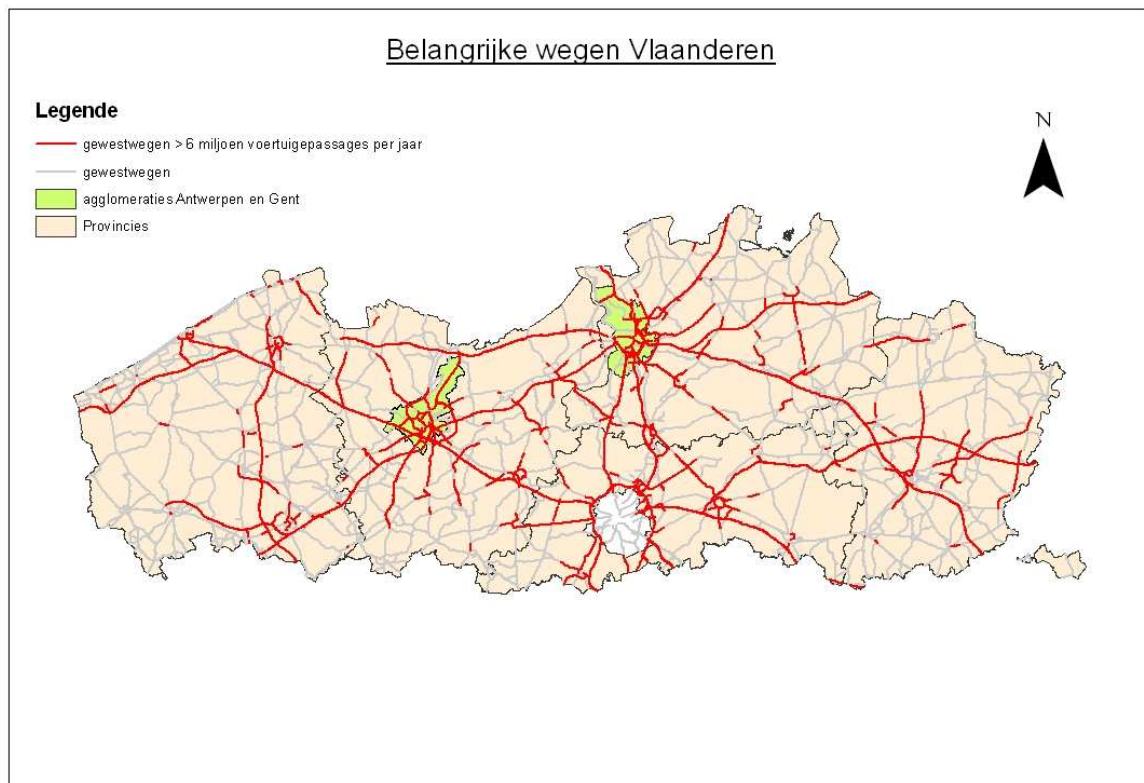 Belangrijke wegen Vlaanderen
Legende
gewestwegen > 6 miljoen voertuigepassages per jaar
gewestwegen
agglomeraties Antwerpen en Gent
Provincies
N